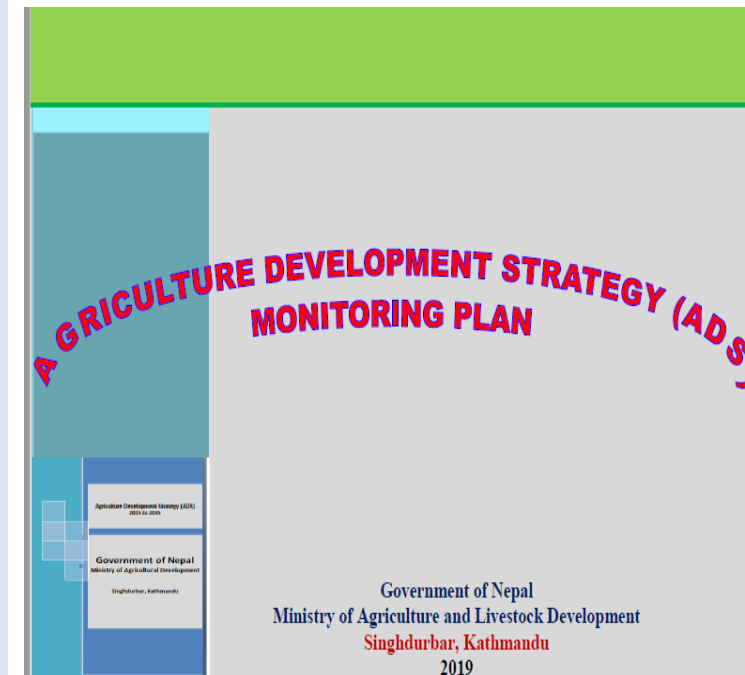 AGRICULTURE DEVELOPMENT STRATEGY (ADS)
MONITORING PLAN
Agriculture Development Strategy (ADS)
2015 to 2035
Government of Nepal
Ministry of Agricultural Development
Singhdurbar, Kathmandu
Government of Nepal
Ministry of Agriculture and Livestock Development
Singhdurbar, Kathmandu
2019